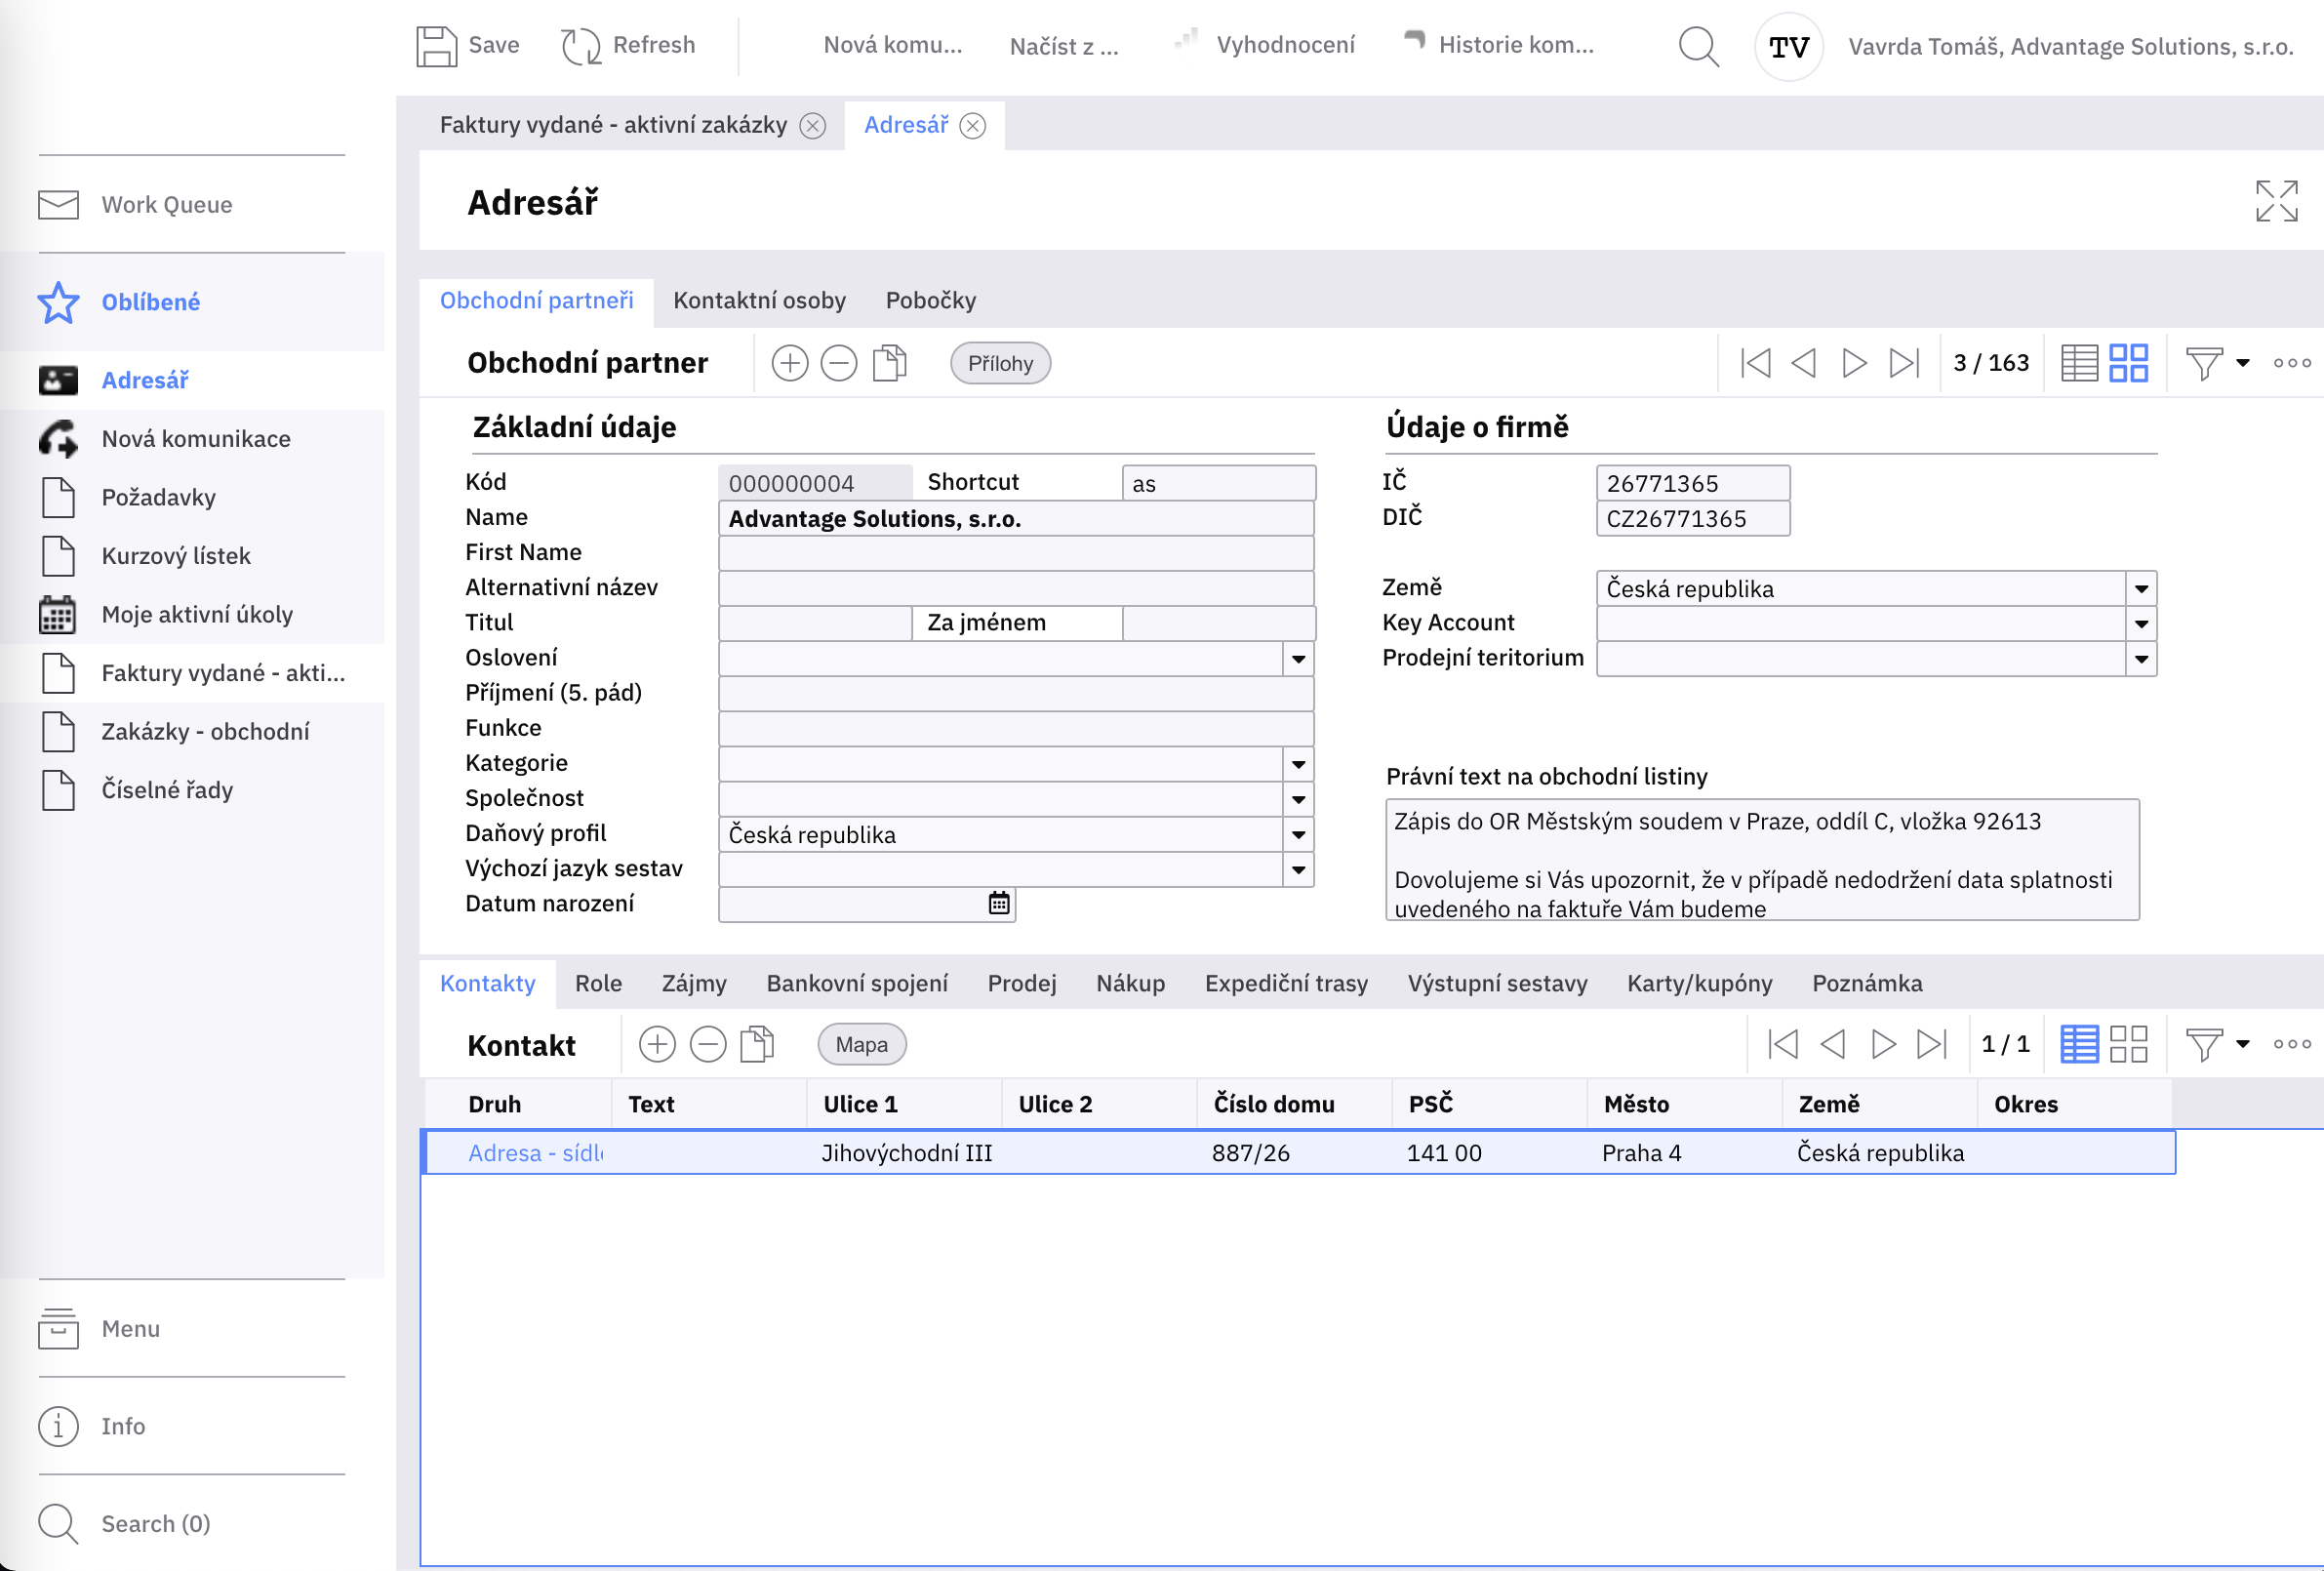 Save Refresh Nová komu... Načíst z ... Vyhodnocení Historie kom... TV Vavrda Tomáš, Advantage Solutions, s.r.o.
Faktury vydané - aktivní zakázky Adresář
Work Queue
Oblíbené
Adresář
Nová komunikace
Požadavky
Kurzový lístek
Moje aktivní úkoly
Faktury vydané - akti...
Zakázky - obchodní
Číselné řady
Menu
Info
Search (0)
Adresář
Obchodní partneři Kontaktní osoby Pobočky
Obchodní partner Přílohy 3 / 163
Základní údaje
Kód 000000004 Shortcut as
Name Advantage Solutions, s.r.o.
First Name
Alternativní název
Titul Za jménem
Oslovení
Příjmení (5. pád)
Funkce
Kategorie
Společnost
Daňový profil Česká republika
Výchozí jazyk sestav
Datum narození
Údaje o firmě
IČ 26771365
DIČ CZ26771365
Země Česká republika
Key Account
Prodejní teritorium
Právní text na obchodní listiny
Zápis do OR Městským soudem v Praze, oddíl C, vložka 92613
Dovolujeme si Vás upozornit, že v případě nedodržení data splatnosti
uvedeného na faktuře Vám budeme
Kontakty Role Zájmy Bankovní spojení Prodej Nákup Expediční trasy Výstupní sestavy Karty/kupóny Poznámka
Kontakt Mapa 1 / 1
Druh Text Ulice 1 Ulice 2 Číslo domu PSČ Město Země Okres
Adresa - sídl Jihovýchodní III 887/26 141 00 Praha 4 Česká republika